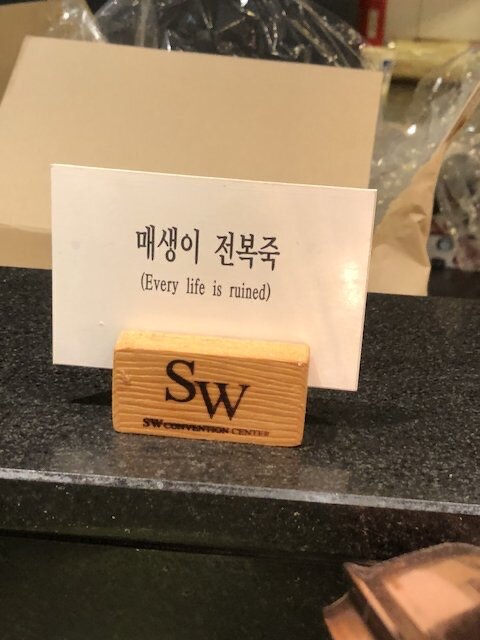 매생이 전복죽
(Every life is ruined)
SW
SW CONVENTION CENTER